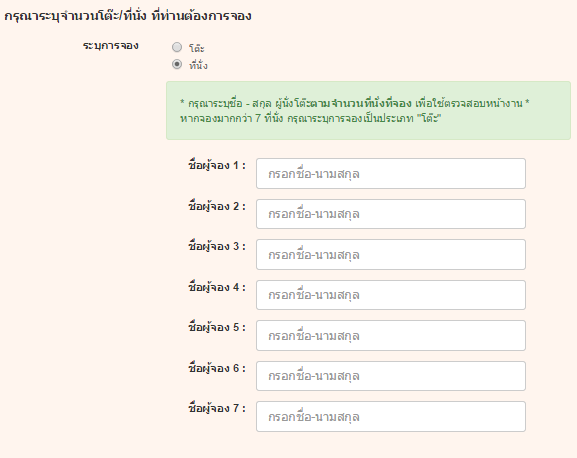 กรุณาระบุจำนวนโต๊ะ/ที่นั่ง ที่ท่านต้องการจอง
ระบุการจอง
โต๊ะ
ที่นั่ง
* กรุณาระบุชื่อ - สกุล ผู้นั่งโต๊ะตามจำนวนที่นั่งที่จอง เพื่อใช้ตรวจสอบหน้างาน *
หากจองมากกว่า 7 ที่นั่ง กรุณาระบุการจองเป็นประเภท "โต๊ะ"
ชื่อผู้จอง 1 : กรอกชื่อ-นามสกุล
ชื่อผู้จอง 2 : กรอกชื่อ-นามสกุล
ชื่อผู้จอง 3 : กรอกชื่อ-นามสกุล
ชื่อผู้จอง 4 : กรอกชื่อ-นามสกุล
ชื่อผู้จอง 5 : กรอกชื่อ-นามสกุล
ชื่อผู้จอง 6 : กรอกชื่อ-นามสกุล
ชื่อผู้จอง 7 : กรอกชื่อ-นามสกุล